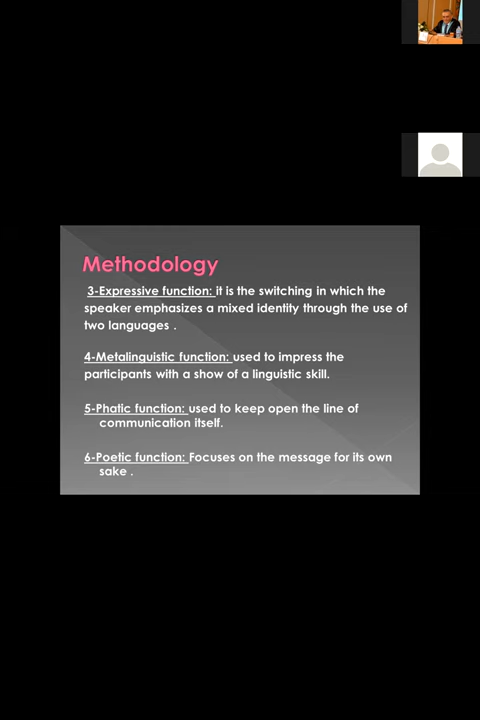 Methodology
3-Expressive function: it is the switching in which the
speaker emphasizes a mixed identity through the use of
two languages .
4-Metalinguistic function: used to impress the
participants with a show of a linguistic skill.
5-Phatic function: used to keep open the line of
communication itself.
6-Poetic function: Focuses on the message for its own
sake .